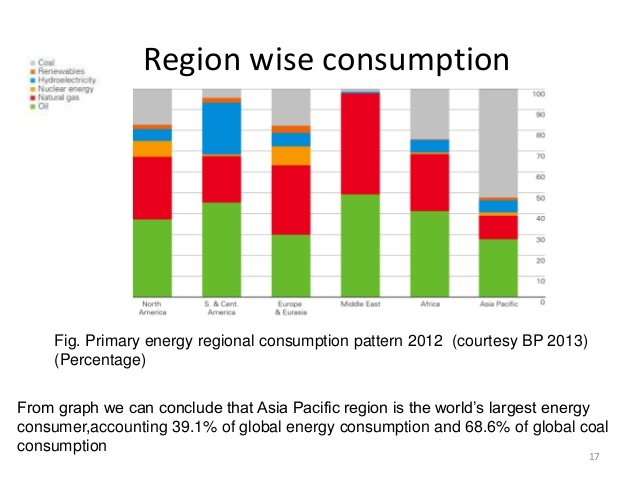 Region wise consumption
Coal
Renewables
Hydroelectricity
Nuclear energy
Natural gas
Oil
100
90
80
70
60
50
40
30
20
10
0
North
America
S. & Cent.
America
Europe
& Eurasia
Middle East
Africa
Asia Pacific
Fig. Primary energy regional consumption pattern 2012  (courtesy BP 2013)
(Percentage)
From graph we can conclude that Asia Pacific region is the world's largest energy
consumer,accounting 39.1% of global energy consumption and 68.6% of global coal
consumption
17